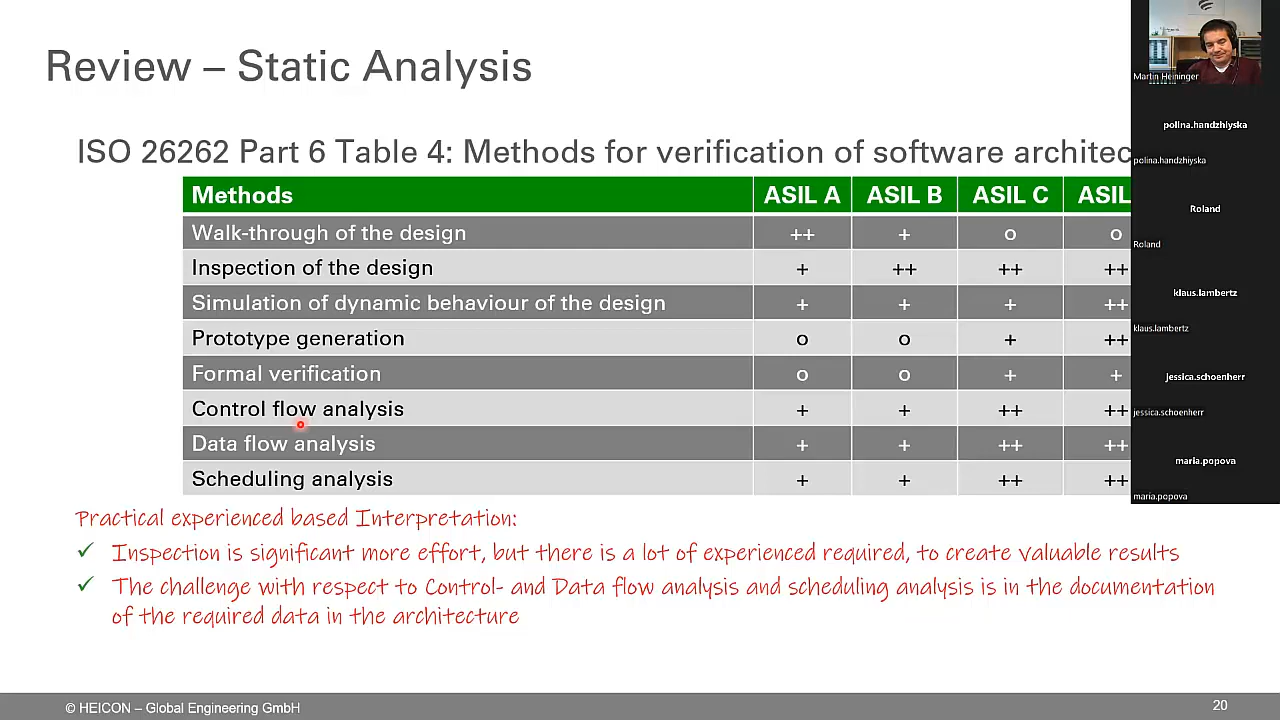 Review – Static Analysis
ISO 26262 Part 6 Table 4: Methods for verification of software architec
Methods ASIL A ASIL B ASIL C ASIL
Walk-through of the design ++ + o o
Inspection of the design + ++ ++ ++
Simulation of dynamic behaviour of the design + + + ++
Prototype generation o o + ++
Formal verification o o + +
Control flow analysis + + ++ ++
Data flow analysis + + ++ ++
Scheduling analysis + + ++ ++
Practical experienced based Interpretation:
✓ Inspection is significant more effort, but there is a lot of experienced required, to create valuable results
✓ The challenge with respect to Control- and Data flow analysis and scheduling analysis is in the documentation
of the required data in the architecture
© HEICON – Global Engineering GmbH
20
Martin Heininger
polina.handzhiyska
polina.handzhiyska
Roland
Roland
klaus.lambertz
klaus.lambertz
jessica.schoenherr
jessica.schoenherr
maria.popova
maria.popova